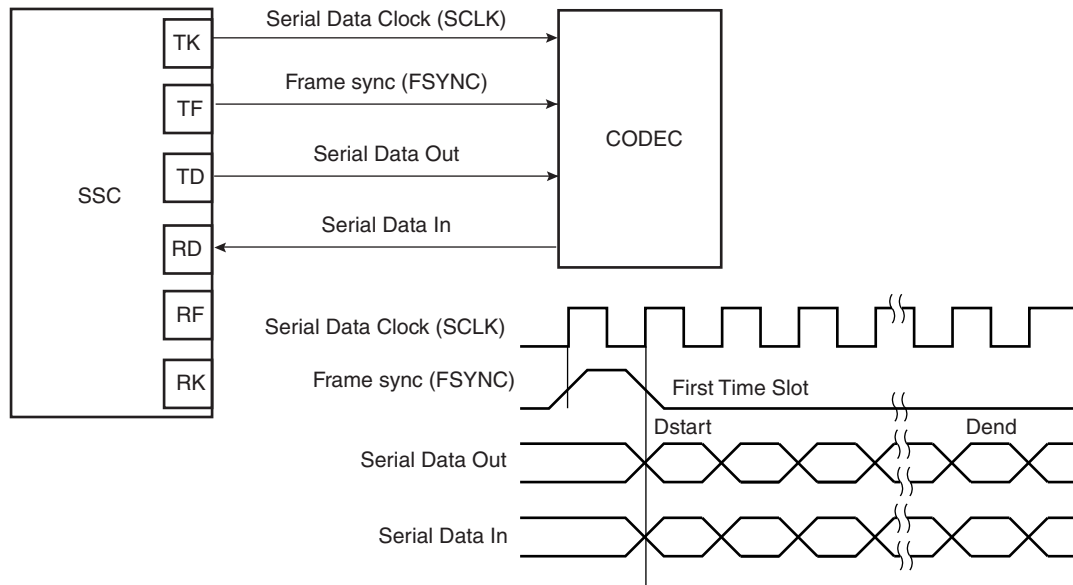 SSC
TK
TF
TD
RD
RF
RK
Serial Data Clock (SCLK)
Frame sync (FSYNC)
Serial Data Out
Serial Data In
CODEC
Serial Data Clock (SCLK)
Frame sync (FSYNC)
First Time Slot
Dstart
Dend
Serial Data Out
Serial Data In